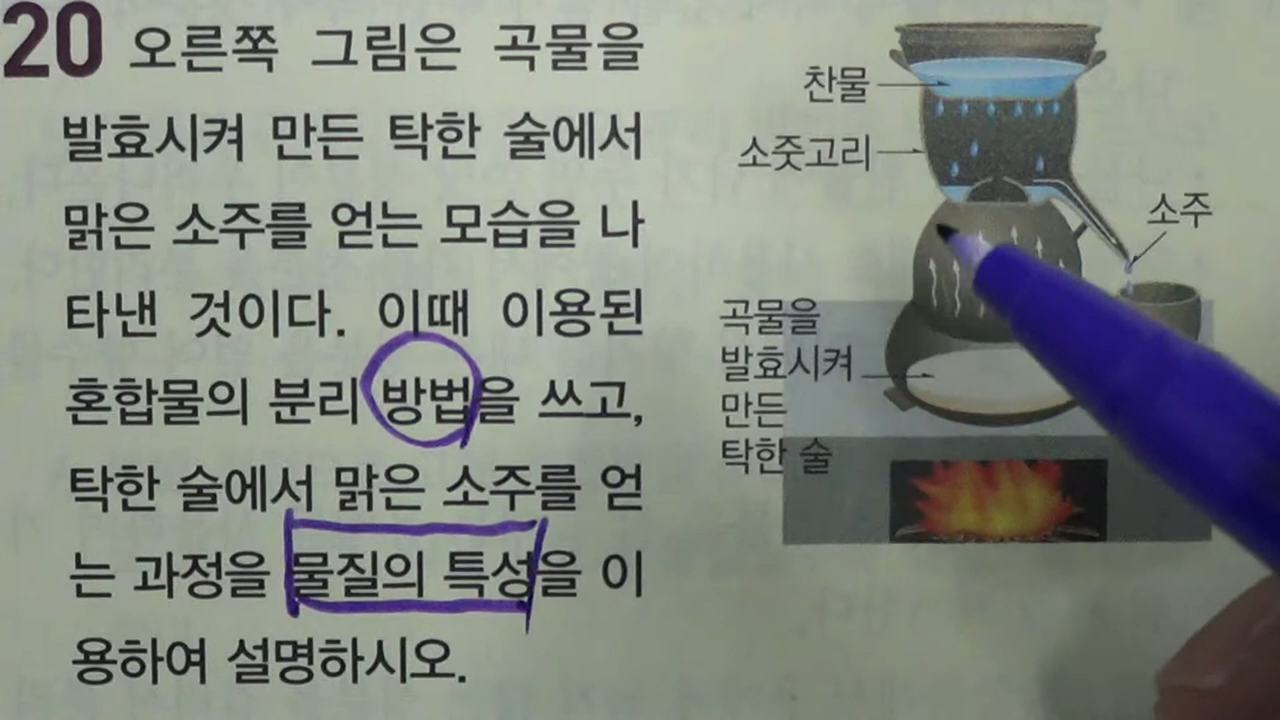 20 오른쪽 그림은 곡물을
발효시켜 만든 탁한 술에서
맑은 소주를 얻는 모습을 나
타낸 것이다. 이때 이용된
혼합물의 분리 방법을 쓰고,
탁한 술에서 맑은 소주를 얻
는 과정을 물질의 특성을 이
용하여 설명하시오.
찬물
소줏고리
소주
곡물을
발효시켜
만든
탁한 술